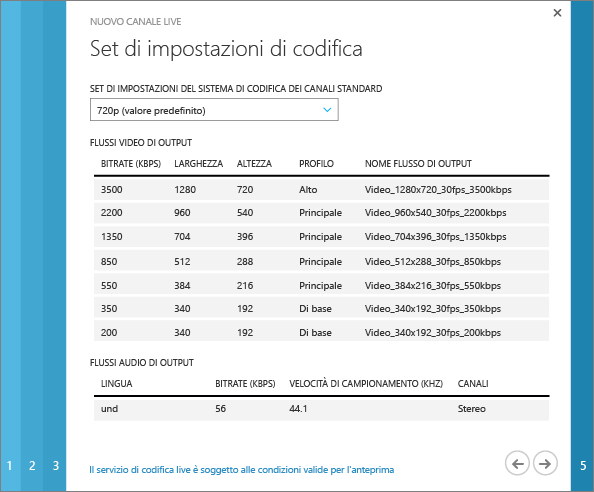 NUOVO CANALE LIVE
Set di impostazioni di codifica
SET DI IMPOSTAZIONI DEL SISTEMA DI CODIFICA DEI CANALI STANDARD
720p (valore predefinito)
FLUSSI VIDEO DI OUTPUT
BITRATE (KBPS) LARGHEZZA ALTEZZA PROFILO NOME FLUSSO DI OUTPUT
3500 1280 720 Alto Video_1280x720_30fps_3500kbps
2200 960 540 Principale Video_960x540_30fps_2200kbps
1350 704 396 Principale Video_704x396_30fps_1350kbps
850 512 288 Principale Video_512x288_30fps_850kbps
550 384 216 Principale Video_384x216_30fps_550kbps
350 340 192 Di base Video_340x192_30fps_350kbps
200 340 192 Di base Video_340x192_30fps_200kbps
FLUSSI AUDIO DI OUTPUT
LINGUA BITRATE (KBPS) VELOCITÀ DI CAMPIONAMENTO (KHZ) CANALI
und 56 44.1 Stereo
1 2 3 Il servizio di codifica live è soggetto alle condizioni valide per l'anteprima 5